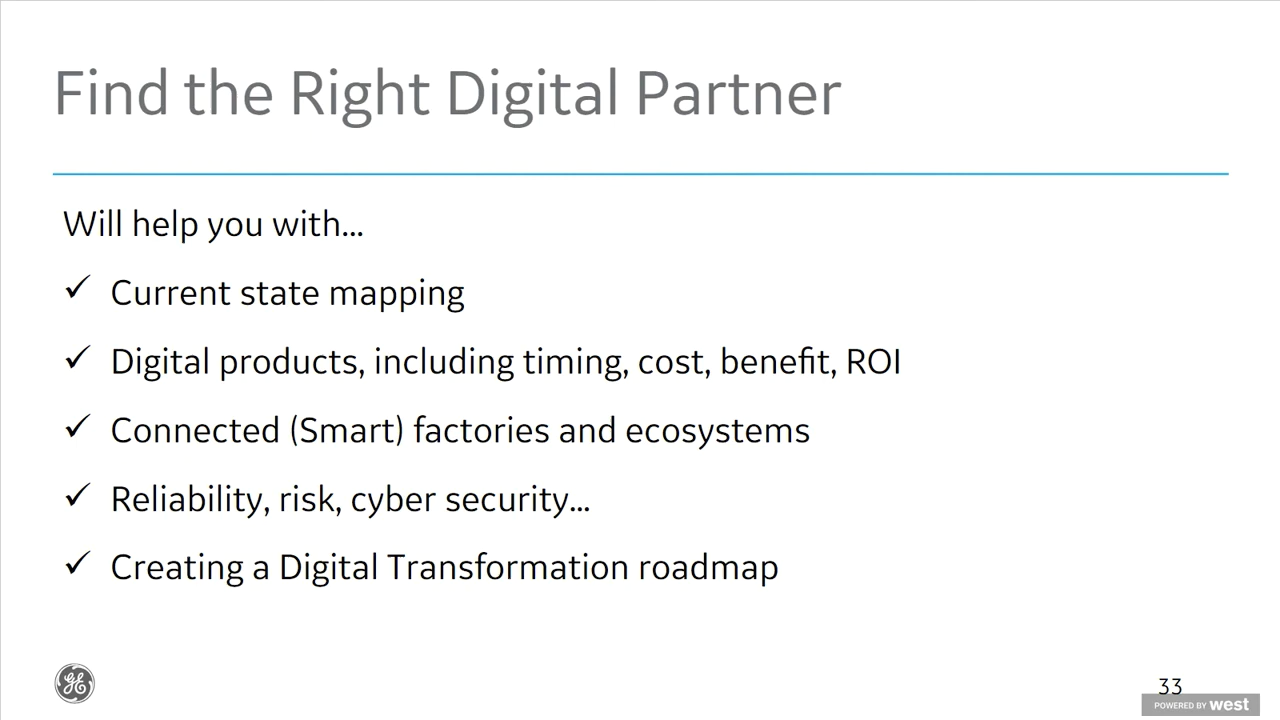 Find the Right Digital Partner
Will help you with...
✓ Current state mapping
✓ Digital products, including timing, cost, benefit, ROI
✓ Connected (Smart) factories and ecosystems
✓ Reliability, risk, cyber security...
✓ Creating a Digital Transformation roadmap
GE
33
POWERED BY west